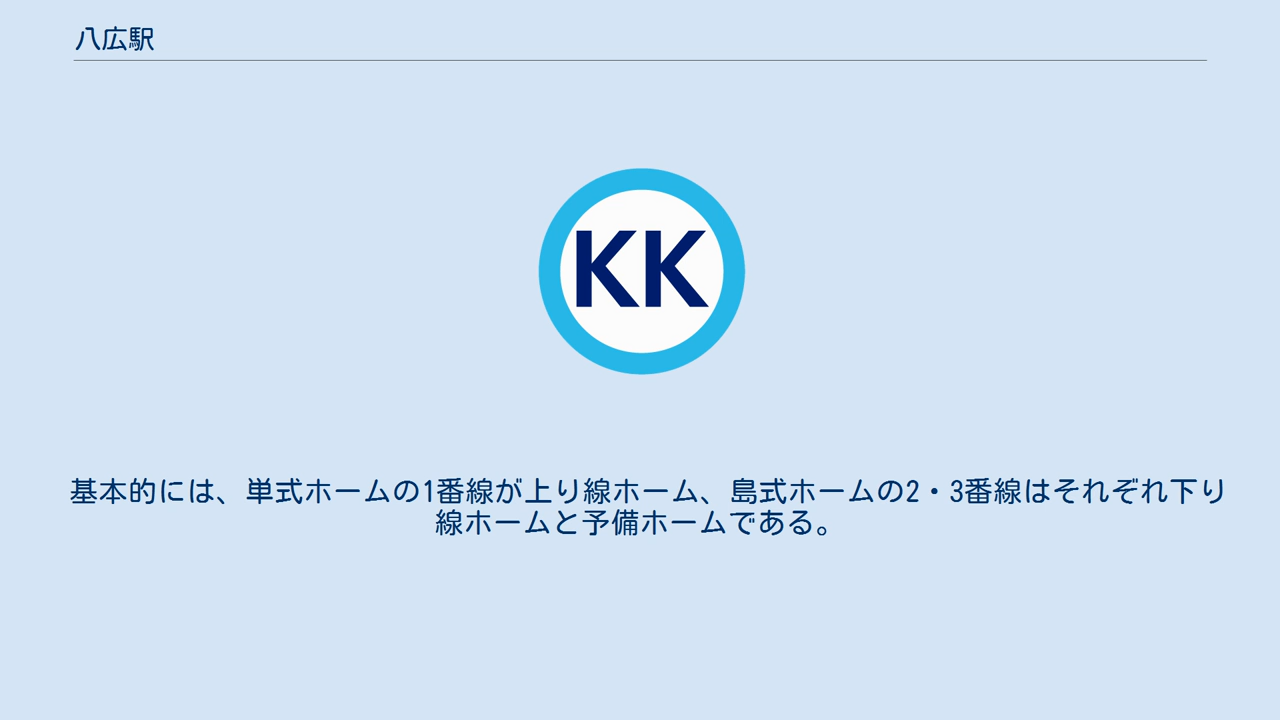 八広駅
KK
基本的には、単式ホームの1番線が上り線ホーム、島式ホームの2・3番線はそれぞれ下り
線ホームと予備ホームである。